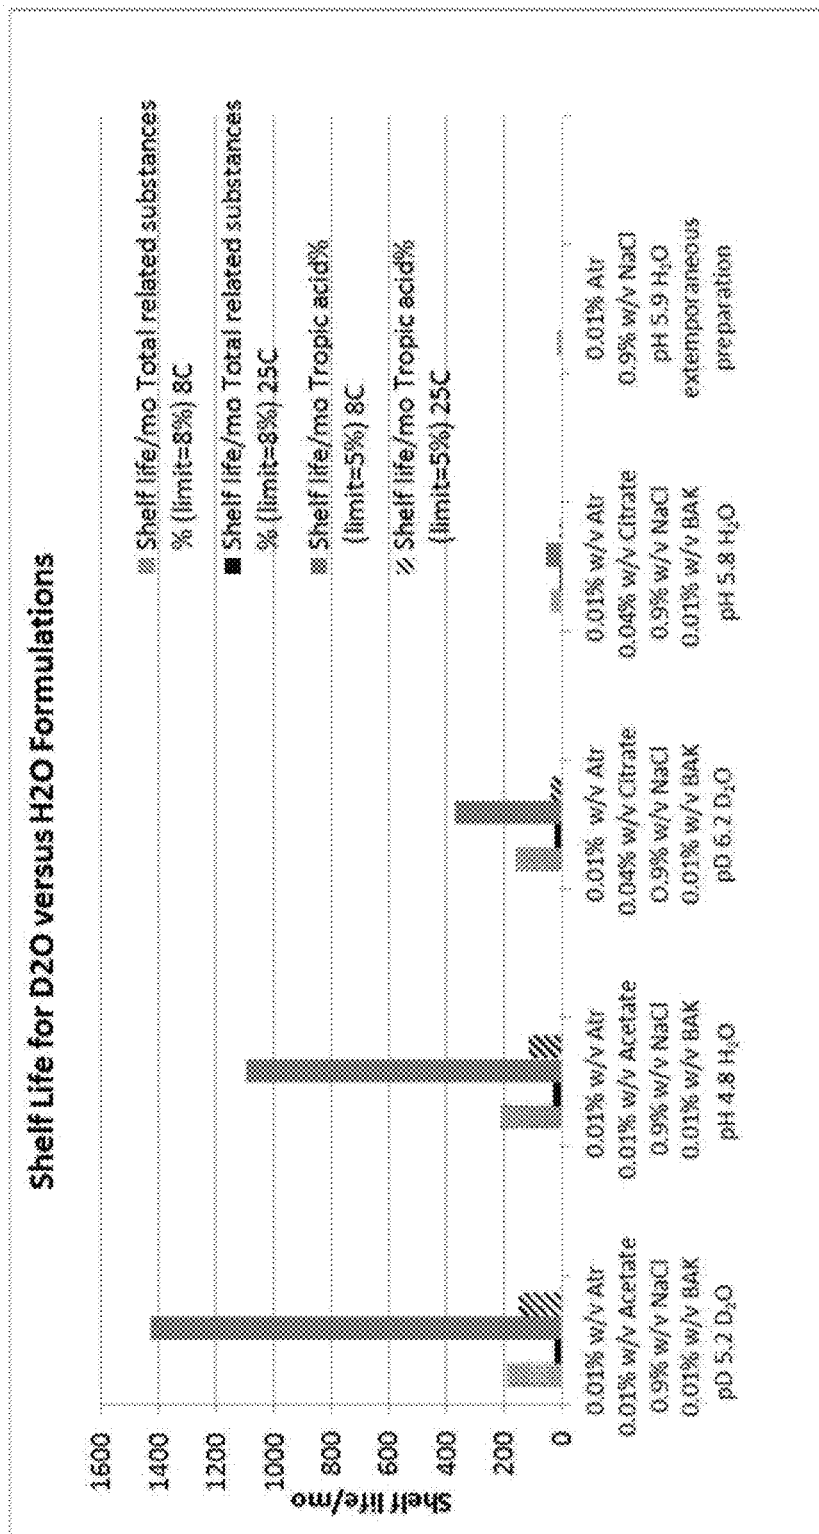 Shelf Life for D2O versus H2O Formulations
Shelf life/mo
1600
1400
1200
1000
800
600
400
200
0
Shelf life/mo Total related substances
% (limit=8%) 8C
Shelf life/mo Total related substances
% (limit=8%) 25C
Shelf life/mo Tropic acid%
(limit=5%) 8C
Shelf life/mo Tropic acid%
(limit=5%) 25C
0.01% w/v Atr
0.01% w/v Acetate
0.9% w/v NaCl
0.01% w/v BAK
pD 5.2 D₂O
0.01% w/v Atr
0.01% w/v Acetate
0.9% w/v NaCl
0.01% w/v BAK
pH 4.8 H₂O
0.01% w/v Atr
0.04% w/v Citrate
0.9% w/v NaCl
0.01% w/v BAK
pD 6.2 D₂O
0.01% w/v Atr
0.04% w/v Citrate
0.9% w/v NaCl
0.01% w/v BAK
pH 5.8 H₂O
0.01% Atr
0.9% w/v NaCl
pH 5.9 H₂O
extemporaneous
preparation